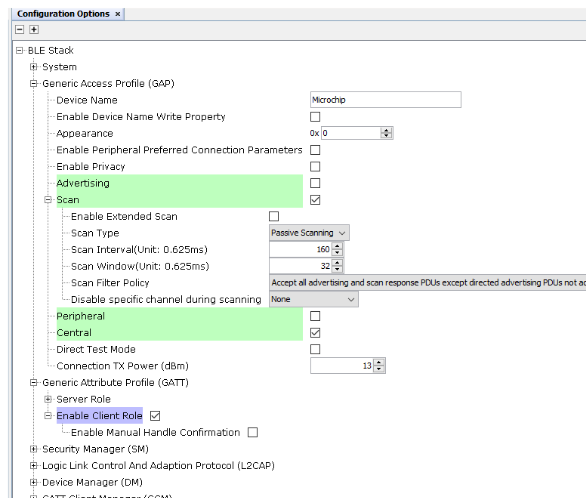 Configuration Options ×
BLE Stack
System
Generic Access Profile (GAP)
Device Name Microchip
Enable Device Name Write Property
Appearance 0x 0
Enable Peripheral Preferred Connection Parameters
Enable Privacy
Advertising
Scan
Enable Extended Scan
Scan Type Passive Scanning
Scan Interval(Unit: 0.625ms) 160
Scan Window(Unit: 0.625ms) 32
Scan Filter Policy Accept all advertising and scan response PDUs except directed advertising PDUs not ad
Disable specific channel during scanning None
Peripheral
Central
Direct Test Mode
Connection TX Power (dBm) 13
Generic Attribute Profile (GATT)
Server Role
Enable Client Role
Enable Manual Handle Confirmation
Security Manager (SM)
Logic Link Control And Adaption Protocol (L2CAP)
Device Manager (DM)
GATT Client Manager (GCM)